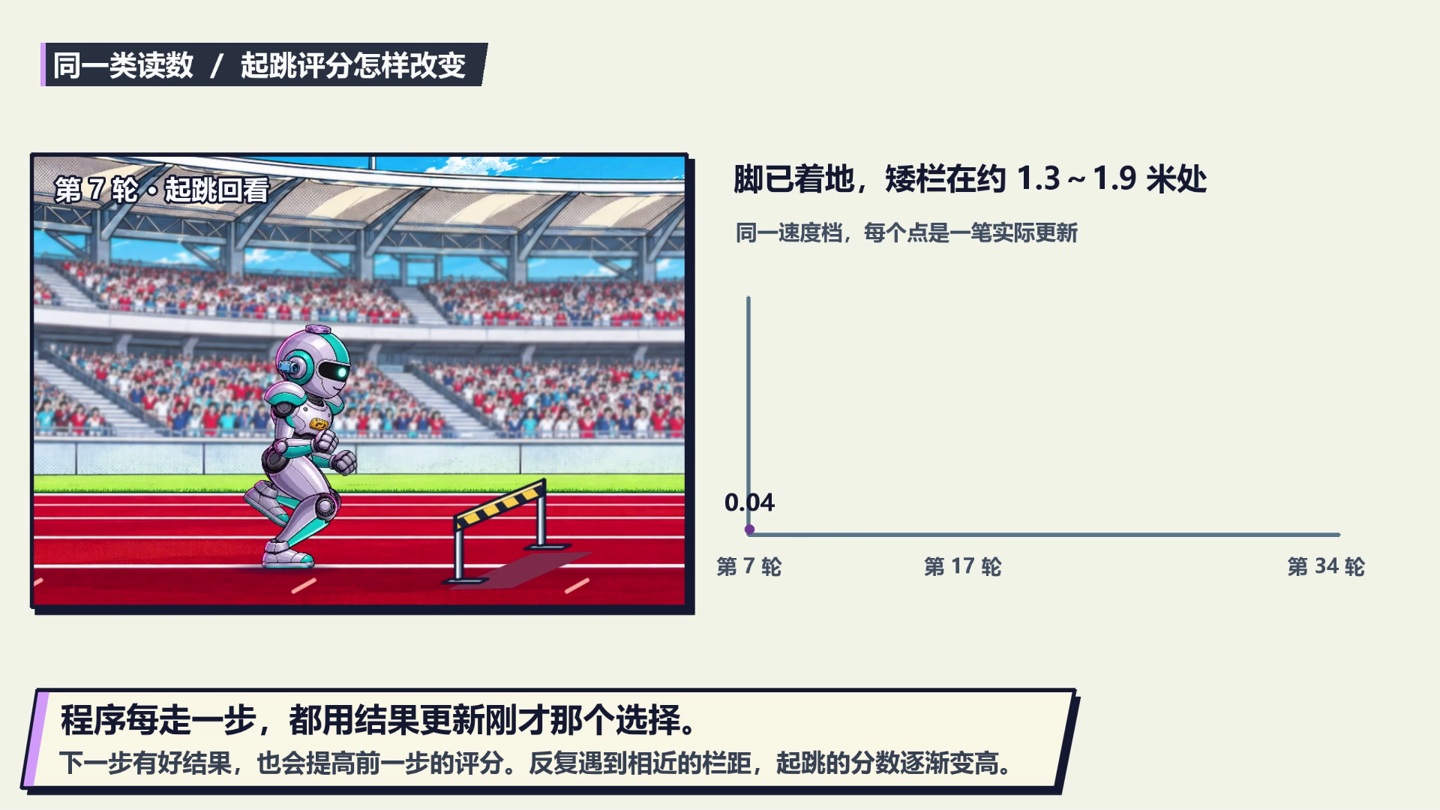 同一类读数 / 起跳评分怎样改变
第 7 轮·起跳回看
脚已着地，矮栏在约 1.3～1.9 米处
同一速度档，每个点是一笔实际更新
0.04
第 7 轮
第 17 轮
第 34 轮
程序每走一步，都用结果更新刚才那个选择。
下一步有好结果，也会提高前一步的评分。反复遇到相近的栏距，起跳的分数逐渐变高。